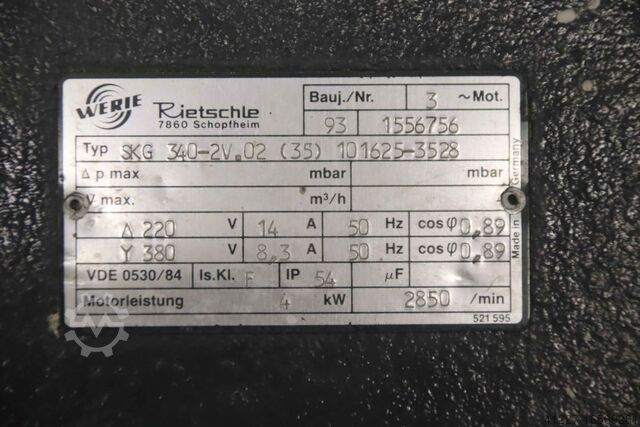 WERIE Rietschle
7860 Schopfheim
Bauj./Nr. 3 ~Mot.
93 1556756
Typ SKG 340-2V.02 (35) 101625-3528
Δ p max mbar mbar
V̇ max. m³/h
Δ 220 V 14 A 50 Hz cos φ 0,89
Y 380 V 8,3 A 50 Hz cos φ 0,89
VDE 0530/84 Is.Kl. F IP 54 µF
Motorleistung 4 kW 2850 /min
Made in Germany
521 595